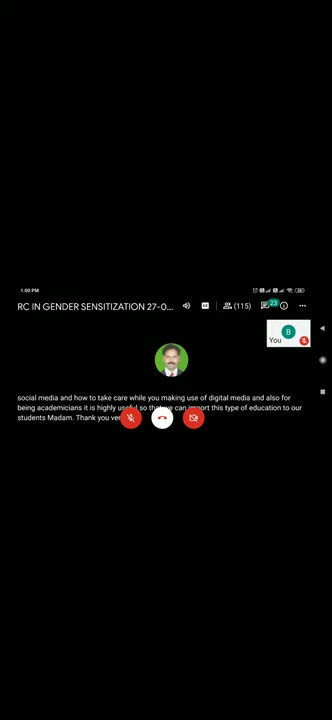 1:00 PM
RC IN GENDER SENSITIZATION 27-0...
(115)
23
B
You
social media and how to take care while you making use of digital media and also for
being academicians it is highly useful so that we can import this type of education to our
students Madam. Thank you ver